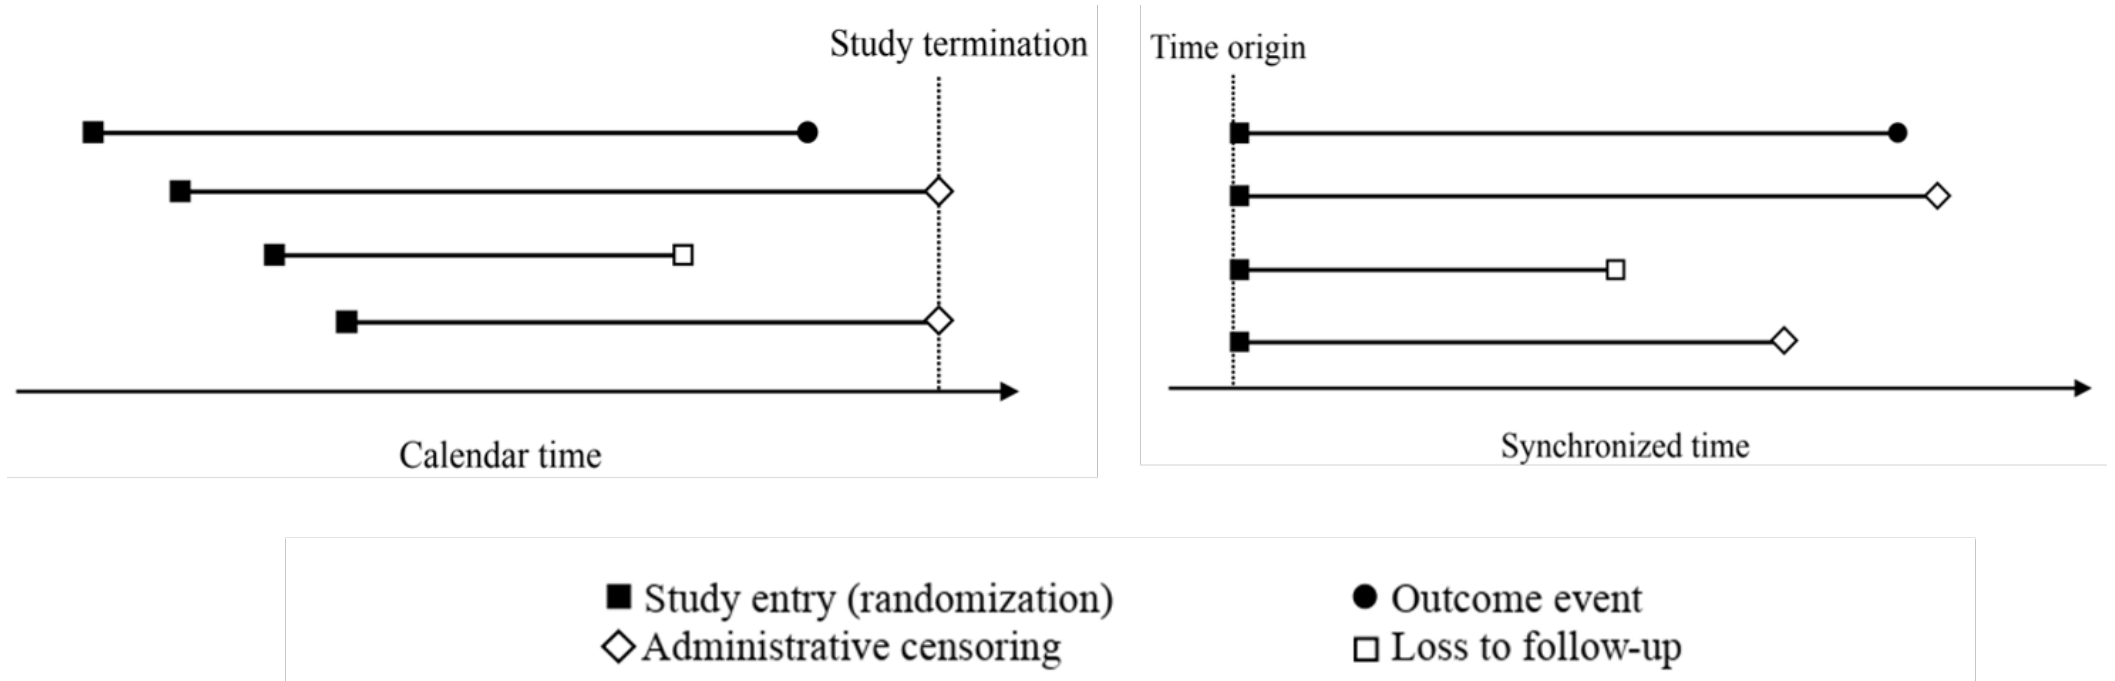 Study termination
Calendar time
Time origin
Synchronized time
Study entry (randomization)
Outcome event
Administrative censoring
Loss to follow-up